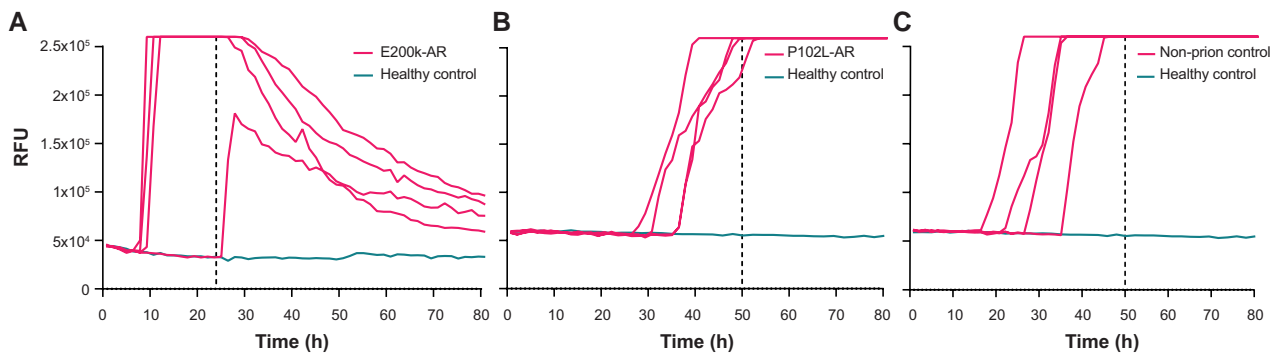 A
B
C
2.5x10⁵
2x10⁵
1.5x10⁵
1x10⁵
5x10⁴
0
RFU
E200k-AR
Healthy control
P102L-AR
Healthy control
Non-prion control
Healthy control
0 10 20 30 40 50 60 70 80
0 10 20 30 40 50 60 70 80
0 10 20 30 40 50 60 70 80
Time (h)
Time (h)
Time (h)